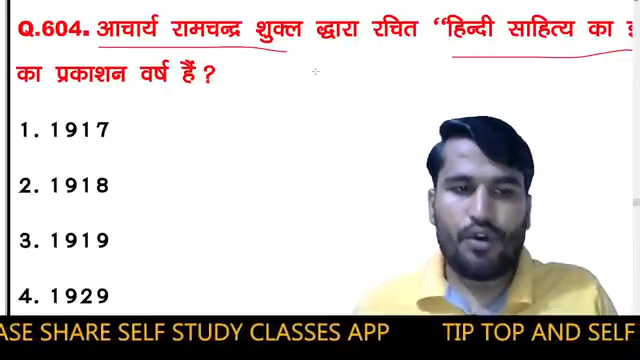 Q.604. आचार्य रामचन्द्र शुक्ल द्धारा रचित “हिन्दी साहित्य का
का प्रकाशन वर्ष हैं ?
1. 1917
2. 1918
3. 1919
4. 1929
ASE SHARE SELF STUDY CLASSES APP TIP TOP AND SELF